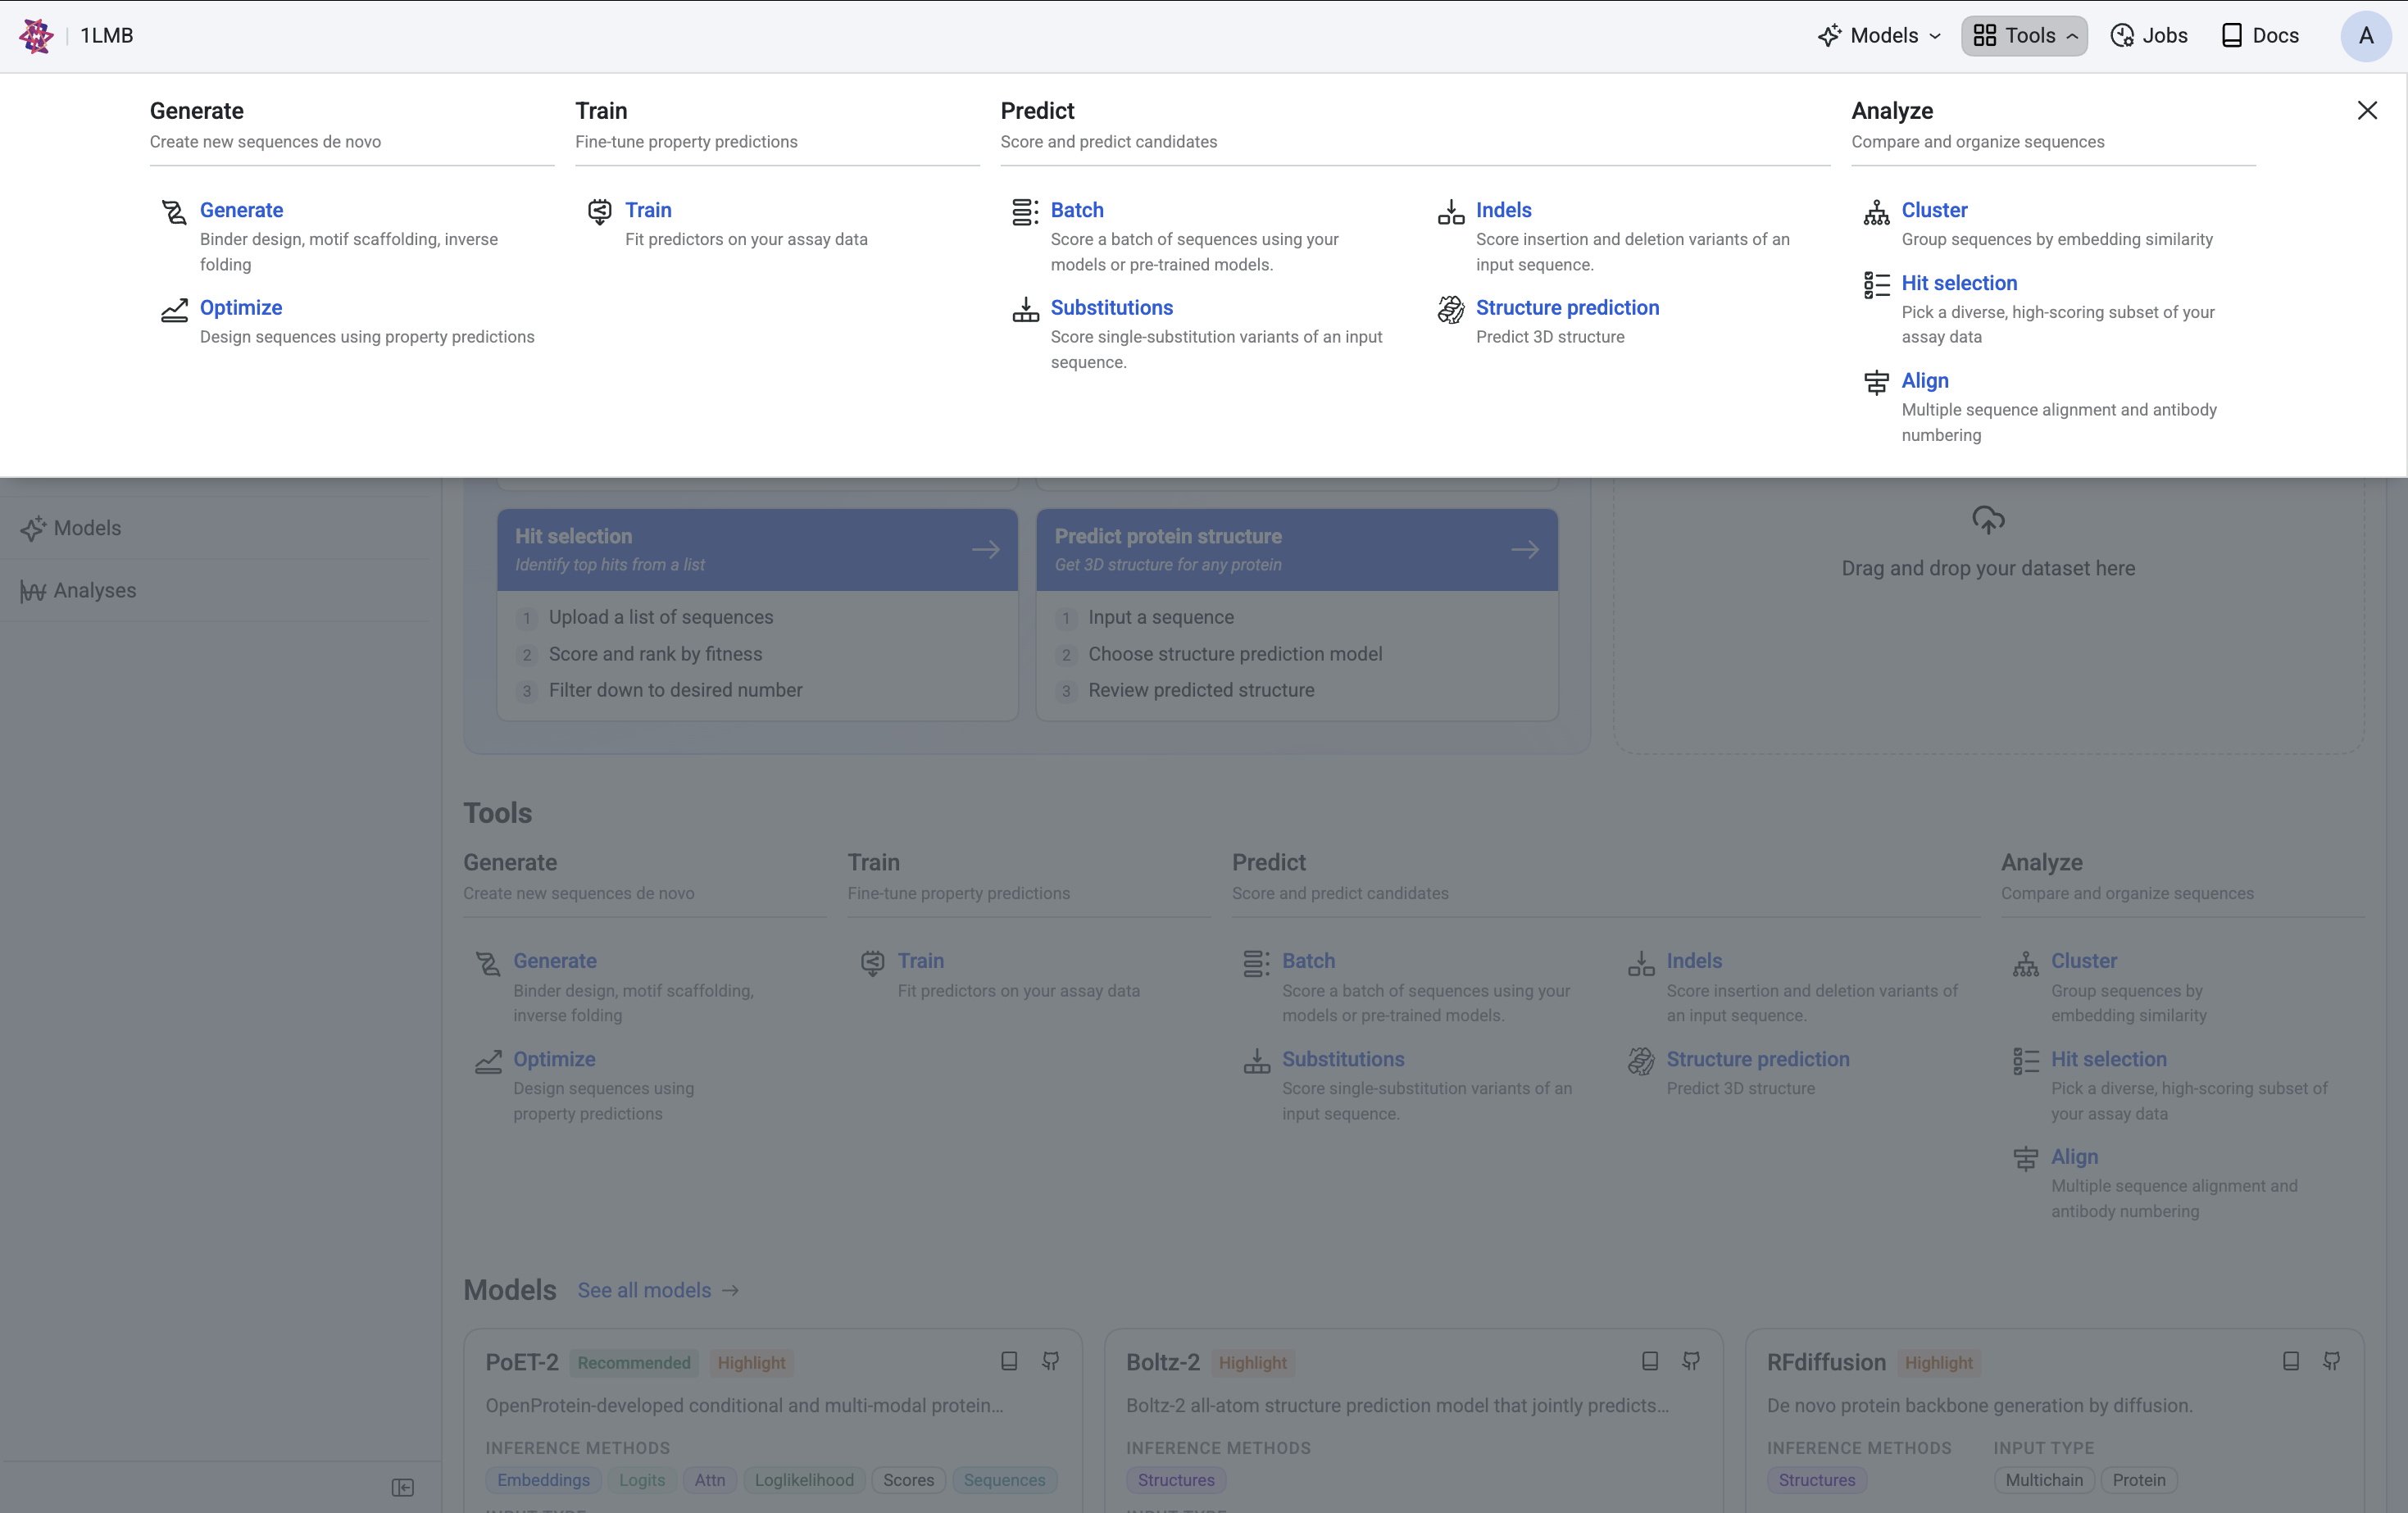 1LMB
Models
Tools
Jobs
Docs
A
Generate
Create new sequences de novo
Generate
Binder design, motif scaffolding, inverse
folding
Optimize
Design sequences using property predictions
Train
Fine-tune property predictions
Train
Fit predictors on your assay data
Predict
Score and predict candidates
Batch
Score a batch of sequences using your
models or pre-trained models.
Substitutions
Score single-substitution variants of an input
sequence.
Indels
Score insertion and deletion variants of an
input sequence.
Structure prediction
Predict 3D structure
Analyze
Compare and organize sequences
Cluster
Group sequences by embedding similarity
Hit selection
Pick a diverse, high-scoring subset of your
assay data
Align
Multiple sequence alignment and antibody
numbering
Models
Analyses
Hit selection
Identify top hits from a list
1 Upload a list of sequences
2 Score and rank by fitness
3 Filter down to desired number
Predict protein structure
Get 3D structure for any protein
1 Input a sequence
2 Choose structure prediction model
3 Review predicted structure
Drag and drop your dataset here
Tools
Generate
Create new sequences de novo
Generate
Binder design, motif scaffolding,
inverse folding
Optimize
Design sequences using
property predictions
Train
Fine-tune property predictions
Train
Fit predictors on your assay data
Predict
Score and predict candidates
Batch
Score a batch of sequences using your
models or pre-trained models.
Substitutions
Score single-substitution variants of an
input sequence.
Indels
Score insertion and deletion variants of
an input sequence.
Structure prediction
Predict 3D structure
Analyze
Compare and organize sequences
Cluster
Group sequences by
embedding similarity
Hit selection
Pick a diverse, high-scoring subset of
your assay data
Align
Multiple sequence alignment and
antibody numbering
Models See all models
PoET-2 Recommended Highlight
OpenProtein-developed conditional and multi-modal protein...
INFERENCE METHODS
Embeddings Logits Attn Loglikelihood Scores Sequences
INPUT TYPE
Boltz-2 Highlight
Boltz-2 all-atom structure prediction model that jointly predicts...
INFERENCE METHODS
Structures
INPUT TYPE
RFdiffusion Highlight
De novo protein backbone generation by diffusion.
INFERENCE METHODS
Structures
INPUT TYPE
Multichain Protein